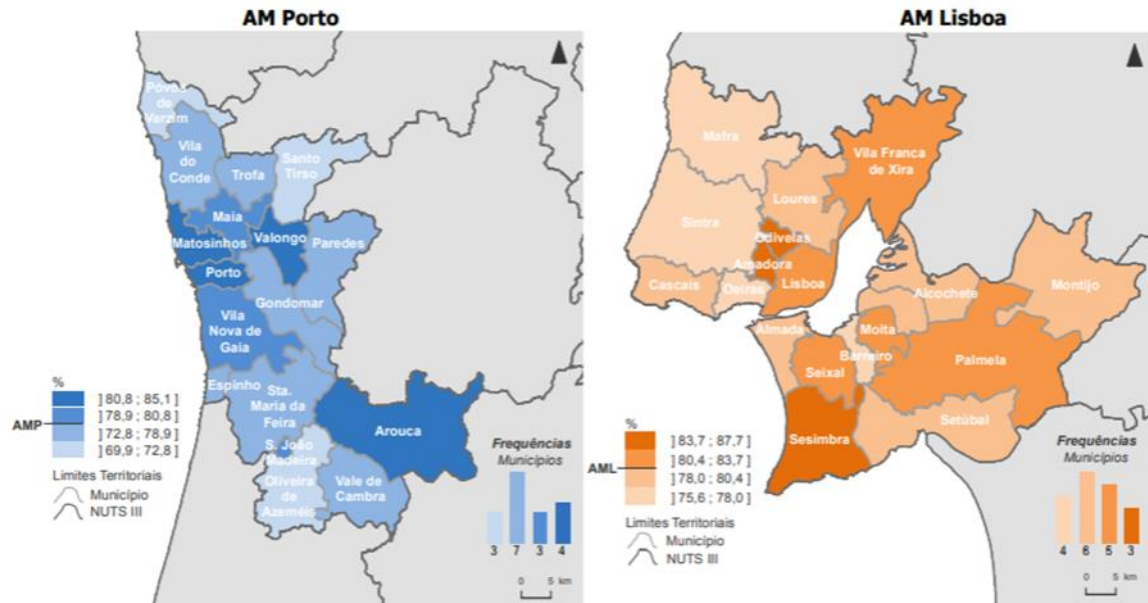 AM Porto
Póvoa
de
Varzim
Vila
do
Conde
Trofa
Santo
Tirso
Maia
Matosinhos
Valongo
Paredes
Porto
Gondomar
Vila
Nova de
Gaia
Espinho
Sta.
Maria da
Feira
Arouca
S. João
Madeira
Oliveira
de
Azeméis
Vale de
Cambra
%
]80,8 ; 85,1 ]
]78,9 ; 80,8 ]
]72,8 ; 78,9 ]
]69,9 ; 72,8 ]
AMP
Limites Territoriais
Município
NUTS III
Frequências
Municípios
3 7 3 4
0 5 km
AM Lisboa
Mafra
Vila Franca
de Xira
Loures
Sintra
Odivelas
Amadora
Lisboa
Cascais
Oeiras
Alcochete
Montijo
Almada
Moita
Barreiro
Seixal
Palmela
Sesimbra
Setúbal
%
]83,7 ; 87,7 ]
]80,4 ; 83,7 ]
]78,0 ; 80,4 ]
]75,6 ; 78,0 ]
AML
Limites Territoriais
Município
NUTS III
Frequências
Municípios
4 6 5 3
0 5 km